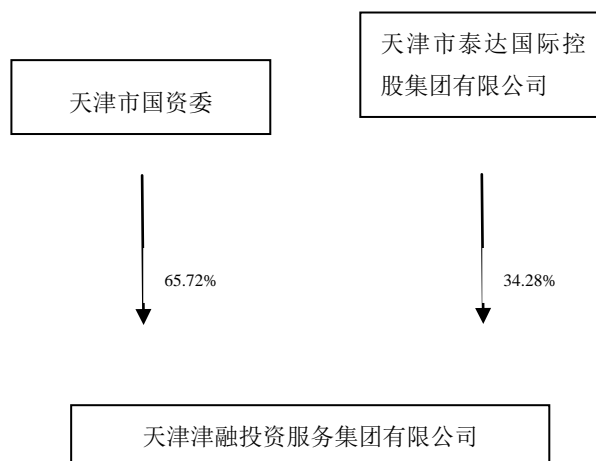 天津市国资委
天津市泰达国际控
股集团有限公司
65.72%
34.28%
天津津融投资服务集团有限公司